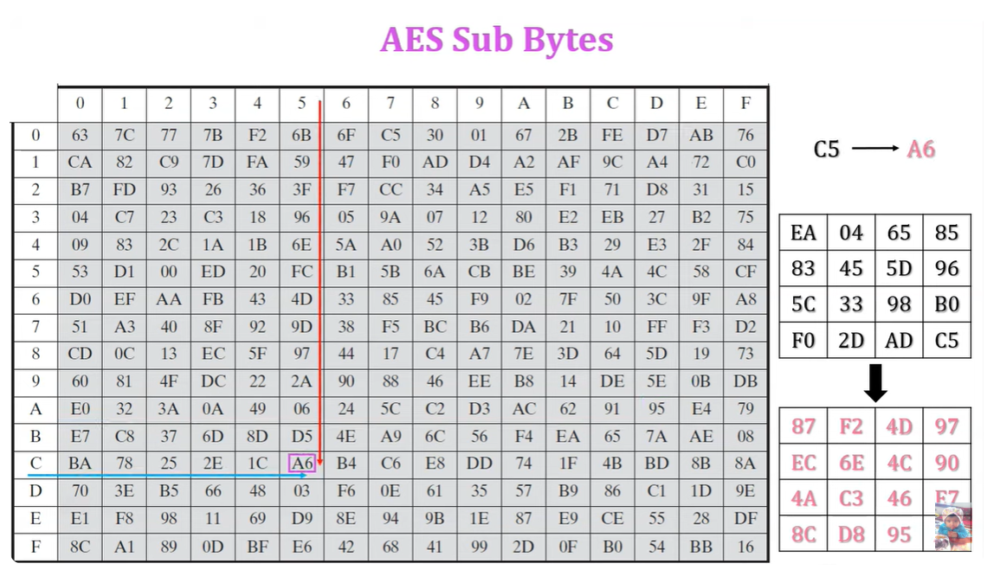 AES Sub Bytes
0 1 2 3 4 5 6 7 8 9 A B C D E F
0 63 7C 77 7B F2 6B 6F C5 30 01 67 2B FE D7 AB 76
1 CA 82 C9 7D FA 59 47 F0 AD D4 A2 AF 9C A4 72 C0
2 B7 FD 93 26 36 3F F7 CC 34 A5 E5 F1 71 D8 31 15
3 04 C7 23 C3 18 96 05 9A 07 12 80 E2 EB 27 B2 75
4 09 83 2C 1A 1B 6E 5A A0 52 3B D6 B3 29 E3 2F 84
5 53 D1 00 ED 20 FC B1 5B 6A CB BE 39 4A 4C 58 CF
6 D0 EF AA FB 43 4D 33 85 45 F9 02 7F 50 3C 9F A8
7 51 A3 40 8F 92 9D 38 F5 BC B6 DA 21 10 FF F3 D2
8 CD 0C 13 EC 5F 97 44 17 C4 A7 7E 3D 64 5D 19 73
9 60 81 4F DC 22 2A 90 88 46 EE B8 14 DE 5E 0B DB
A E0 32 3A 0A 49 06 24 5C C2 D3 AC 62 91 95 E4 79
B E7 C8 37 6D 8D D5 4E A9 6C 56 F4 EA 65 7A AE 08
C BA 78 25 2E 1C A6 B4 C6 E8 DD 74 1F 4B BD 8B 8A
D 70 3E B5 66 48 03 F6 0E 61 35 57 B9 86 C1 1D 9E
E E1 F8 98 11 69 D9 8E 94 9B 1E 87 E9 CE 55 28 DF
F 8C A1 89 0D BF E6 42 68 41 99 2D 0F B0 54 BB 16
C5 → A6
EA 04 65 85
83 45 5D 96
5C 33 98 B0
F0 2D AD C5
87 F2 4D 97
EC 6E 4C 90
4A C3 46 E7
8C D8 95